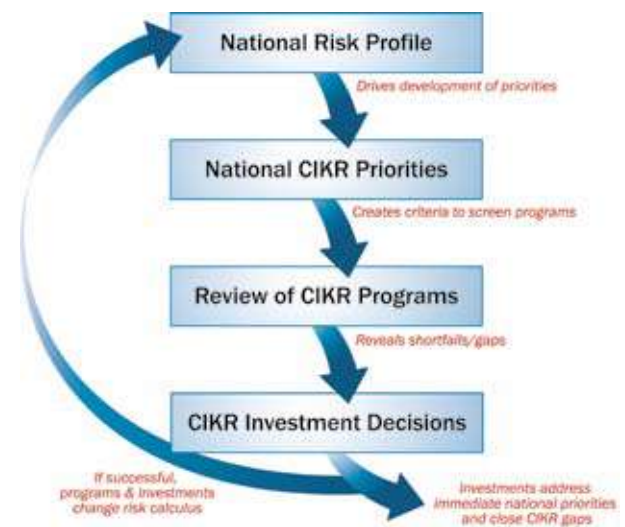 National Risk Profile
Drives development of priorities
National CIKR Priorities
Creates criteria to screen programs
Review of CIKR Programs
Reveals shortfalls/gaps
CIKR Investment Decisions
If successful,
programs & investments
change risk calculus
Investments address
immediate national priorities
and close CIKR gaps